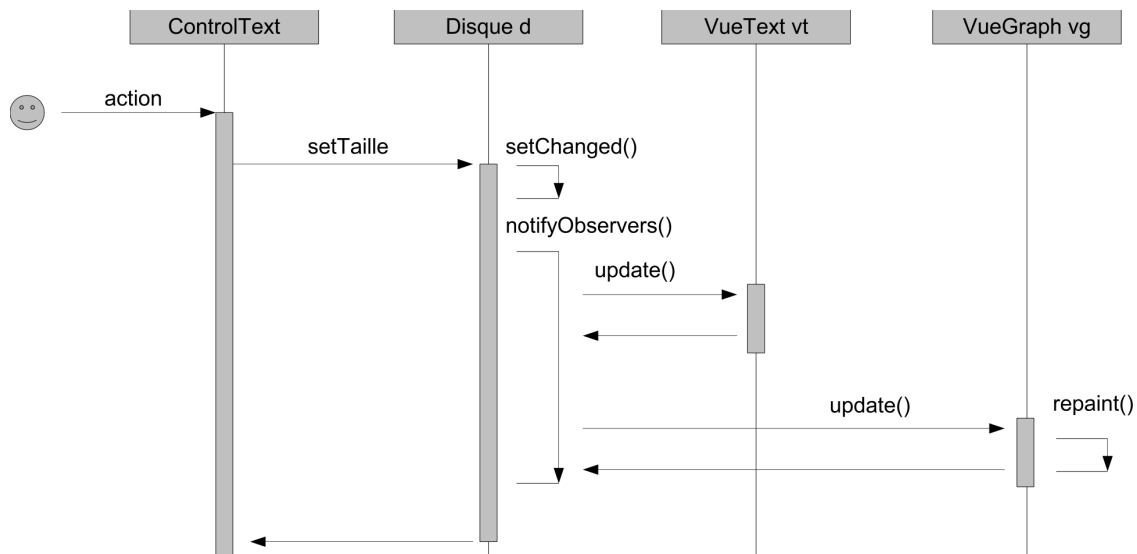 ControlText
Disque d
VueText vt
VueGraph vg
action
setTaille
setChanged()
notifyObservers()
update()
update()
repaint()